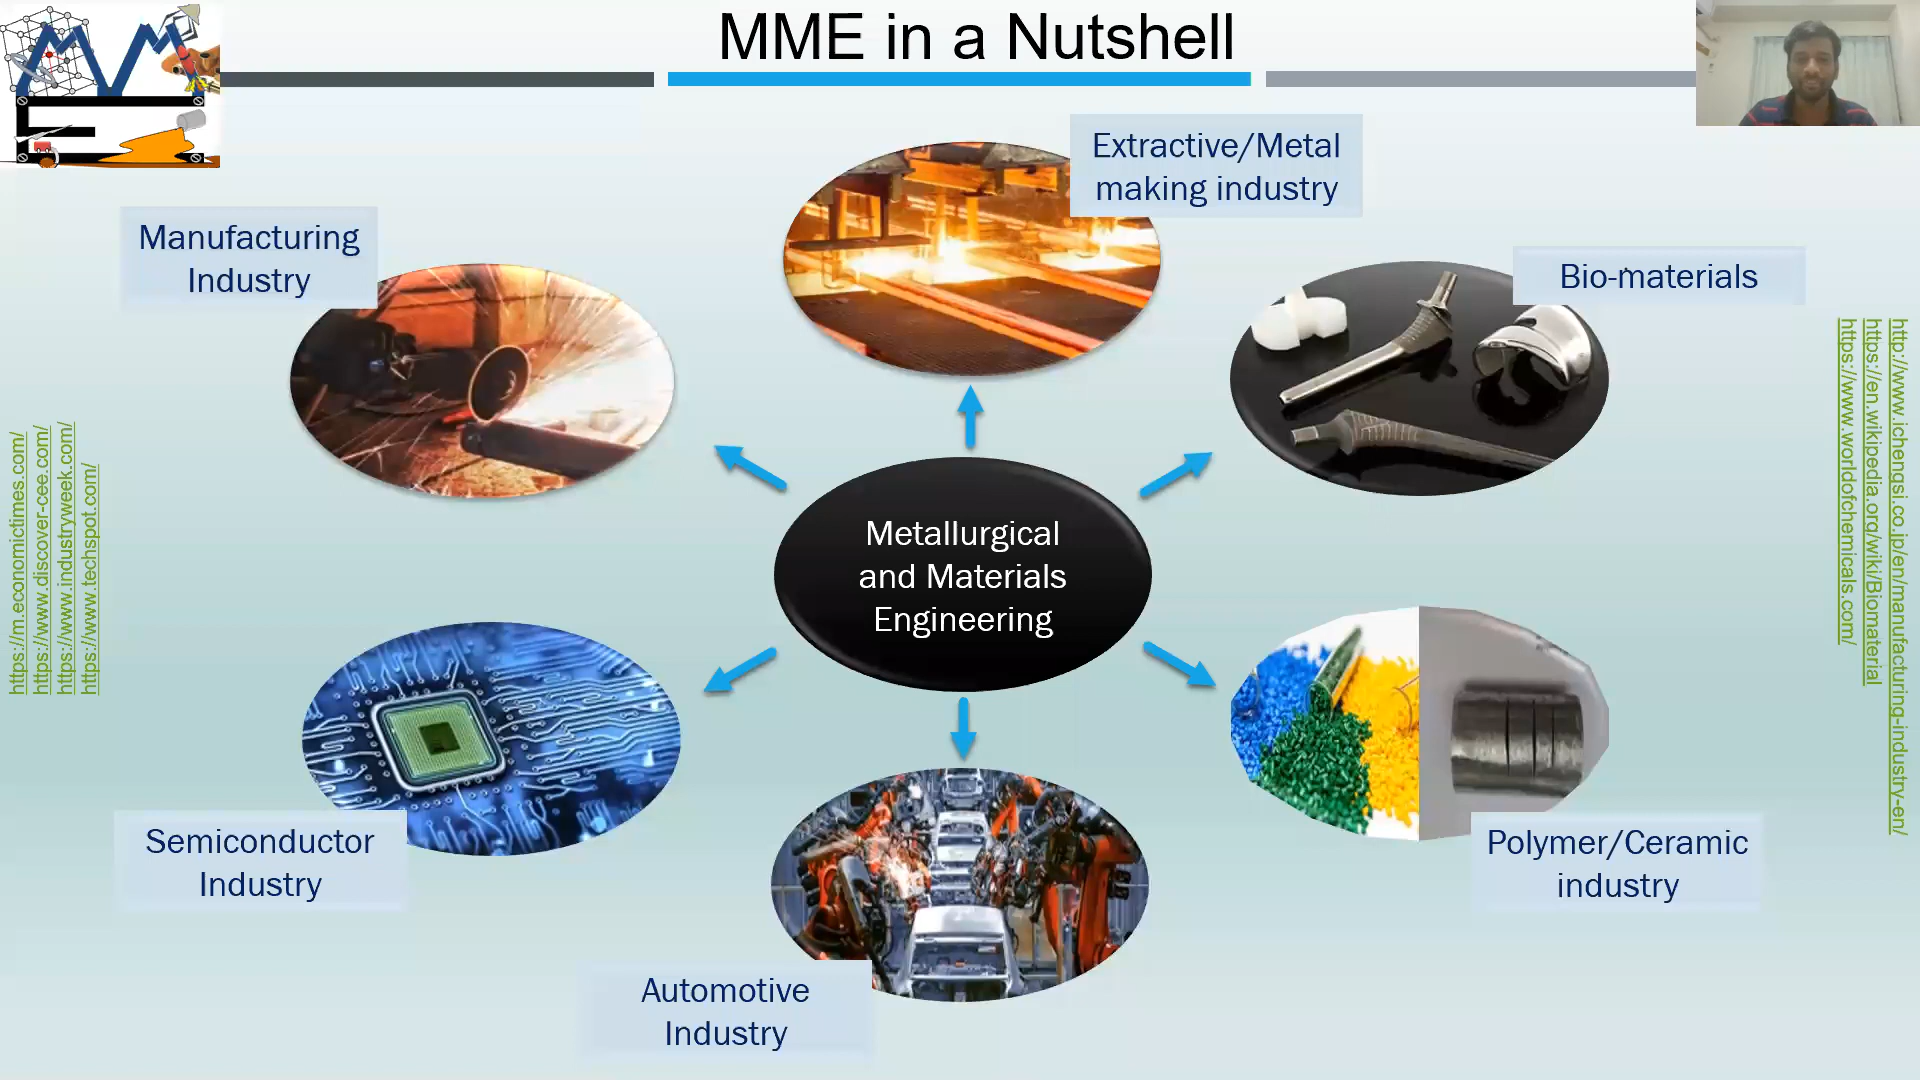 MME in a Nutshell
Extractive/Metal
making industry
Manufacturing
Industry
Bio-materials
Metallurgical
and Materials
Engineering
Semiconductor
Industry
Polymer/Ceramic
industry
Automotive
Industry
https://m.economictimes.com/
https://www.discover-cee.com/
https://www.industryweek.com/
https://www.techspot.com/
http://www.ichengsi.co.jp/en/manufacturing-industry-en/
https://en.wikipedia.org/wiki/Biomaterial
https://www.worldofchemicals.com/
MME